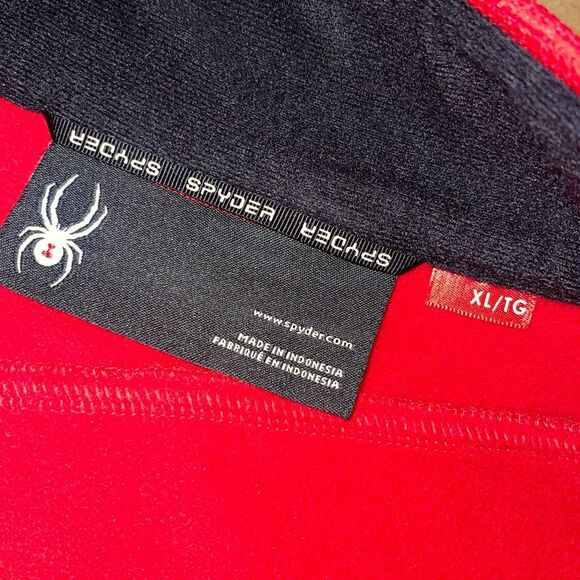 SPYDER SPYDER SPYDER
XL/TG
www.spyder.com
MADE IN INDONESIA
FABRIQUÉ EN INDONESIA